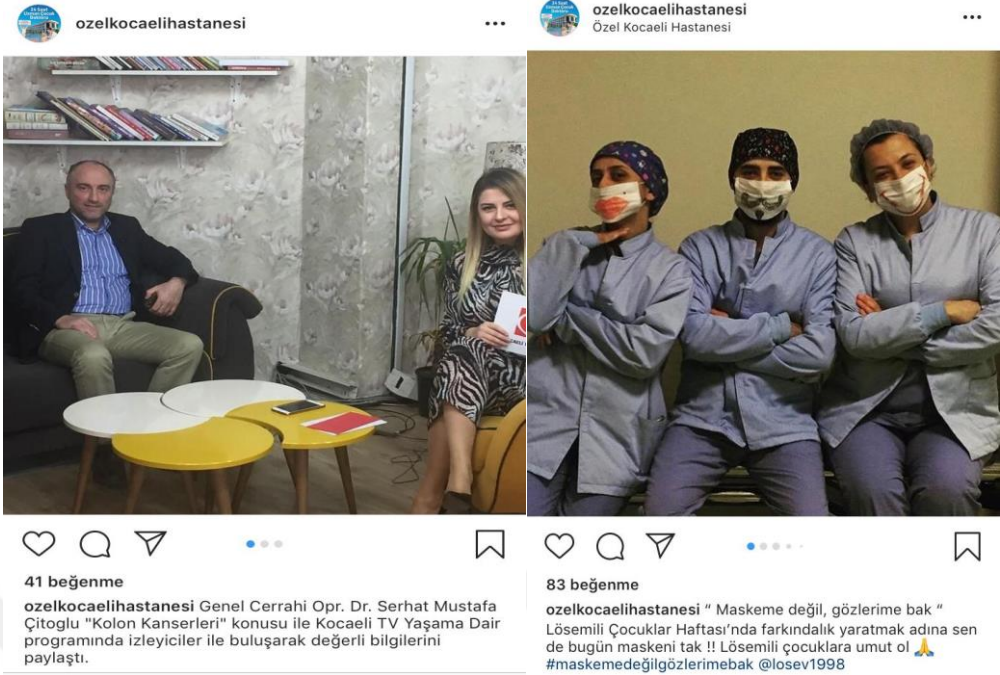 ozelkocaelihastanesi
41 beğenme
ozelkocaelihastanesi Genel Cerrahi Opr. Dr. Serhat Mustafa
Çitoglu "Kolon Kanserleri" konusu ile Kocaeli TV Yaşama Dair
programında izleyiciler ile buluşarak değerli bilgilerini
paylaştı.
ozelkocaelihastanesi
Özel Kocaeli Hastanesi
83 beğenme
ozelkocaelihastanesi “ Maskeme değil, gözlerime bak “
Lösemili Çocuklar Haftası’nda farkındalık yaratmak adına sen
de bugün maskeni tak !! Lösemili çocuklara umut ol 🙏
#maskemedeğilgözlerimebak @losev1998